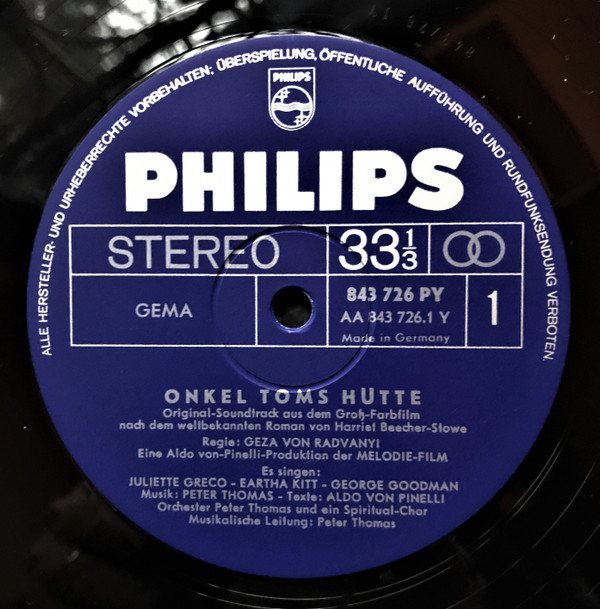 ALLE HERSTELLER- UND URHEBERRECHTE VORBEHALTEN; ÜBERSPIELUNG, ÖFFENTLICHE AUFFÜHRUNG UND RUNDFUNKSENDUNG VERBOTEN
PHILIPS
PHILIPS
STEREO 33 1/3
GEMA 843 726 PY 1
AA 843 726.1 Y
Made in Germany
ONKEL TOMS HÜTTE
Original-Soundtrack aus dem Groß-Farbfilm
nach dem weltbekannten Roman von Harriet Beecher-Stowe
Regie: GEZA VON RADVANYI
Eine Aldo von-Pinelli-Produktion der MELODIE-FILM
Es singen:
JULIETTE GRECO - EARTHA KITT - GEORGE GOODMAN
Musik: PETER THOMAS - Texte: ALDO VON PINELLI
Orchester Peter Thomas und ein Spiritual-Chor
Musikalische Leitung: Peter Thomas